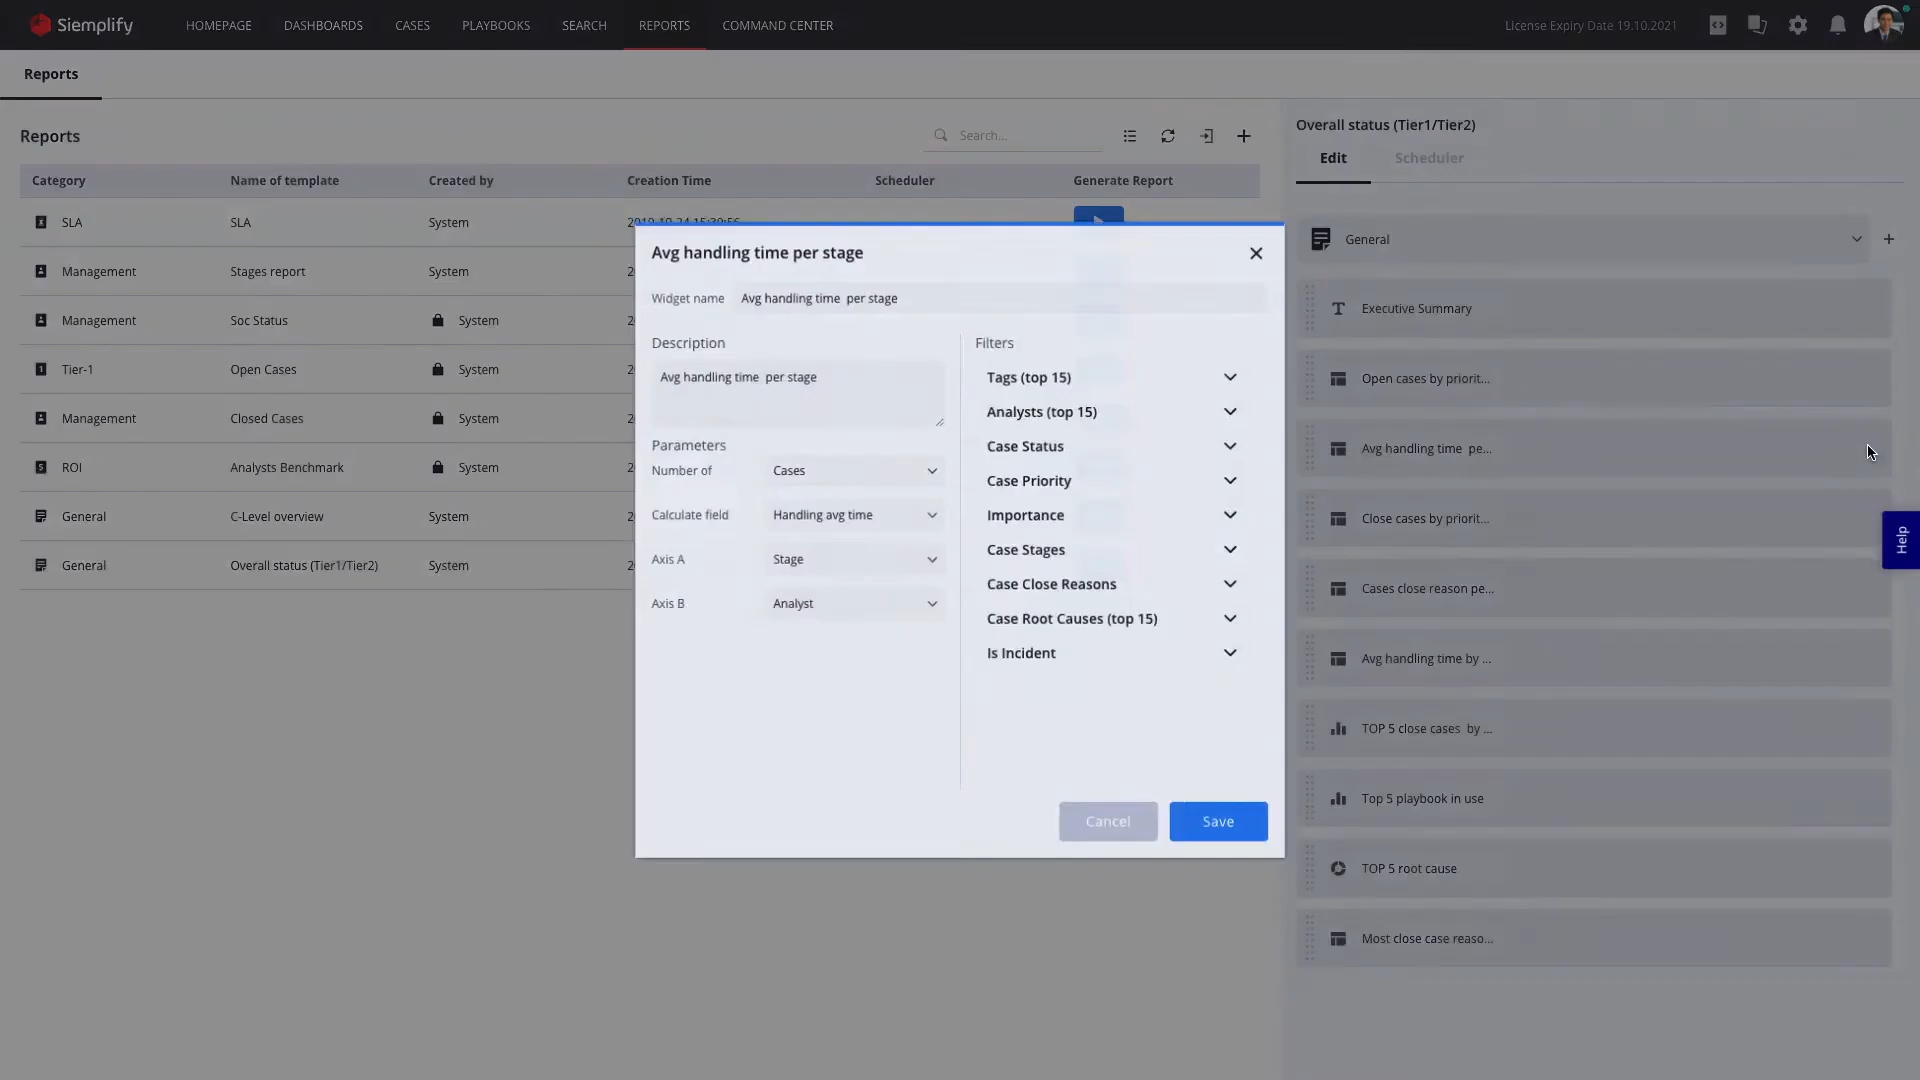 Siemplify
HOMEPAGE
DASHBOARDS
CASES
PLAYBOOKS
SEARCH
REPORTS
COMMAND CENTER
License Expiry Date 19.10.2021
Reports
Reports
Search...
Category Name of template Created by Creation Time Scheduler Generate Report
SLA SLA System 2019-10-24 15:30:56
Management Stages report System 2
Management Soc Status System 2
Tier-1 Open Cases System 2
Management Closed Cases System 2
ROI Analysts Benchmark System 2
General C-Level overview System 2
General Overall status (Tier1/Tier2) System 2
Avg handling time per stage
Widget name Avg handling time  per stage
Description
Avg handling time  per stage
Parameters
Number of Cases
Calculate field Handling avg time
Axis A Stage
Axis B Analyst
Filters
Tags (top 15)
Analysts (top 15)
Case Status
Case Priority
Importance
Case Stages
Case Close Reasons
Case Root Causes (top 15)
Is Incident
Cancel
Save
Overall status (Tier1/Tier2)
Edit
Scheduler
General
Executive Summary
Open cases by priorit...
Avg handling time  pe...
Close cases by priorit...
Cases close reason pe...
Avg handling time by ...
TOP 5 close cases  by ...
Top 5 playbook in use
TOP 5 root cause
Most close case reaso...
Help